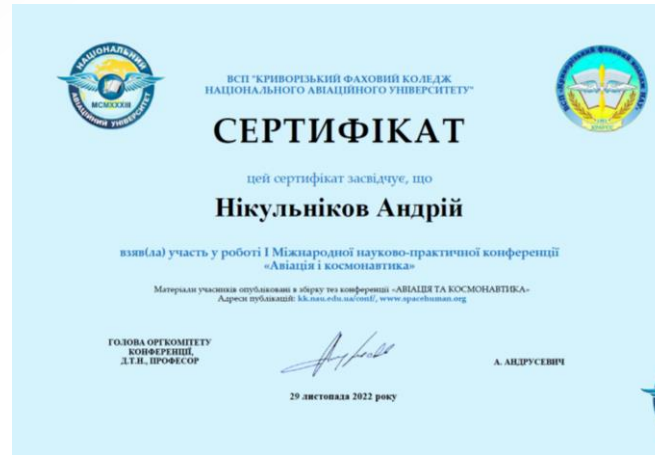 НАЦІОНАЛЬНИЙ
АВІАЦІЙНИЙ УНІВЕРСИТЕТ
MCMXXXIII
ВСП "КРИВОРІЗЬКИЙ ФАХОВИЙ КОЛЕДЖ
НАЦІОНАЛЬНОГО АВІАЦІЙНОГО УНІВЕРСИТЕТУ"
СЕРТИФІКАТ
цей сертифікат засвідчує, що
Нікульніков Андрій
взяв(ла) участь у роботі І Міжнародної науково-практичної конференції
«Авіація і космонавтика»
Матеріали учасників опубліковані в збірку тез конференції «АВІАЦІЯ ТА КОСМОНАВТИКА»
Адреси публікацій: kk.nau.edu.ua/conf/, www.spacehuman.org
ГОЛОВА ОРГКОМІТЕТУ
КОНФЕРЕНЦІЇ,
Д.Т.Н., ПРОФЕСОР
А. АНДРУСЕВИЧ
29 листопада 2022 року